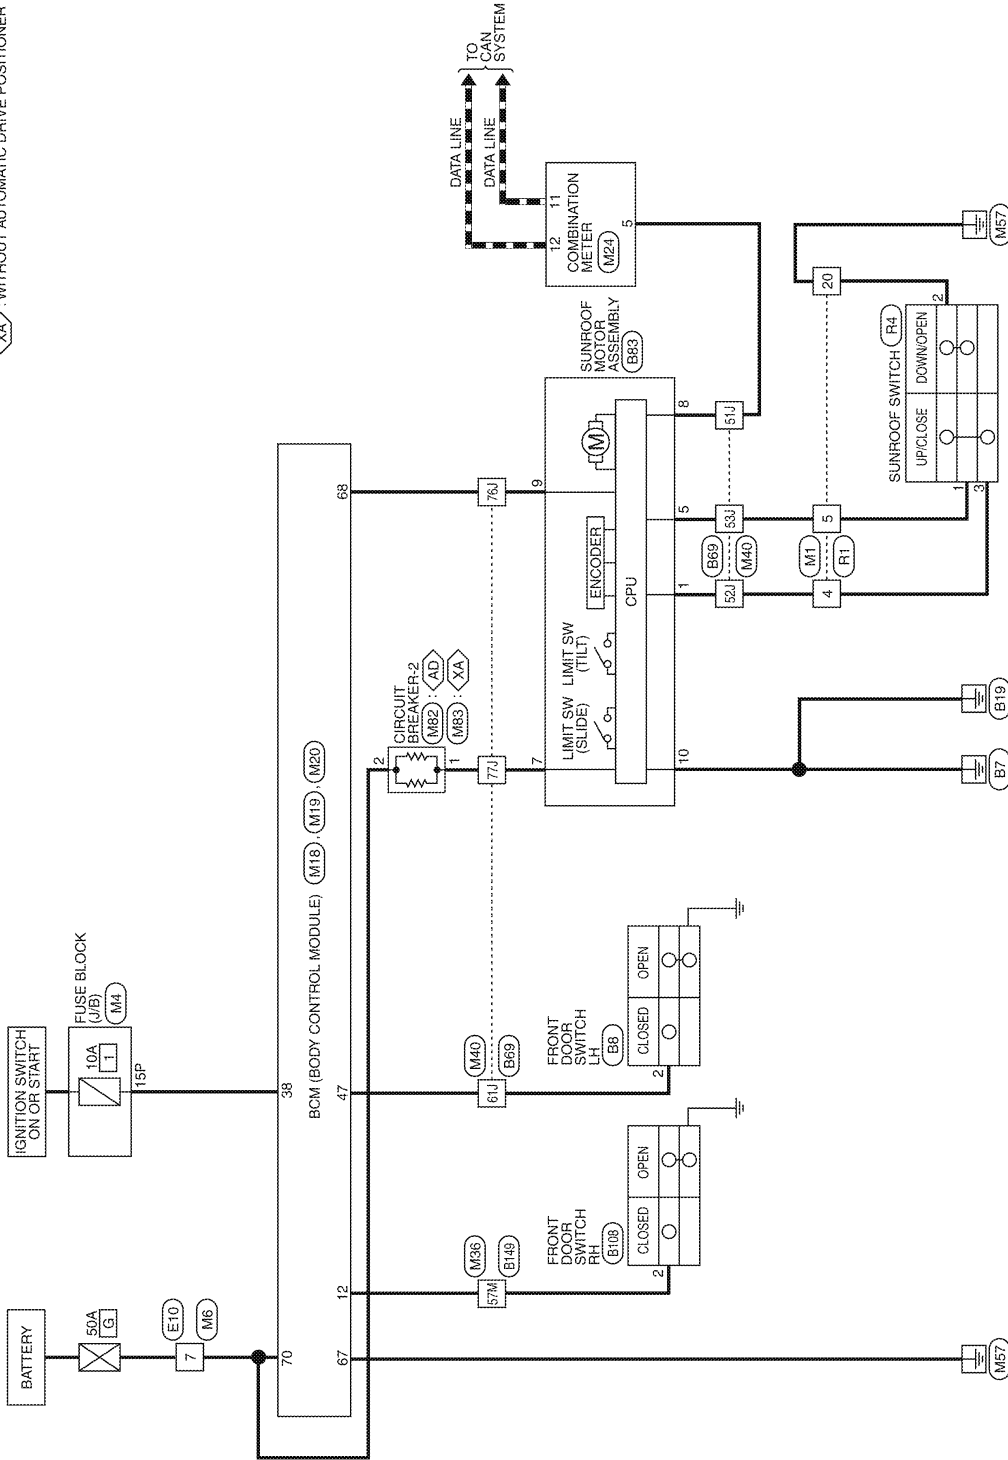 XA : WITHOUT AUTOMATIC DRIVE POSITIONER
BATTERY
50A
G
7
E10
M6
IGNITION SWITCH
ON OR START
FUSE BLOCK
(J/B)
M4
10A
1
15P
70
38
BCM (BODY CONTROL MODULE) M18 , M19 , M20
67
12
47
68
CIRCUIT
BREAKER-2
M82 : AD
M83 : XA
2
1
57M
M36
B149
61J
M40
B69
77J
76J
FRONT
DOOR
SWITCH
RH
B108
CLOSED
OPEN
2
FRONT
DOOR
SWITCH
LH
B8
CLOSED
OPEN
2
SUNROOF
MOTOR
ASSEMBLY
B83
7
9
LIMIT SW
(SLIDE)
LIMIT SW
(TILT)
ENCODER
M
CPU
10
1
5
8
52J
B69
M40
53J
51J
4
M1
R1
5
20
COMBINATION
METER
M24
12
11
5
DATA LINE
DATA LINE
TO
CAN
SYSTEM
SUNROOF SWITCH R4
UP/CLOSE
DOWN/OPEN
1
3
2
M57
B7
B19
M57